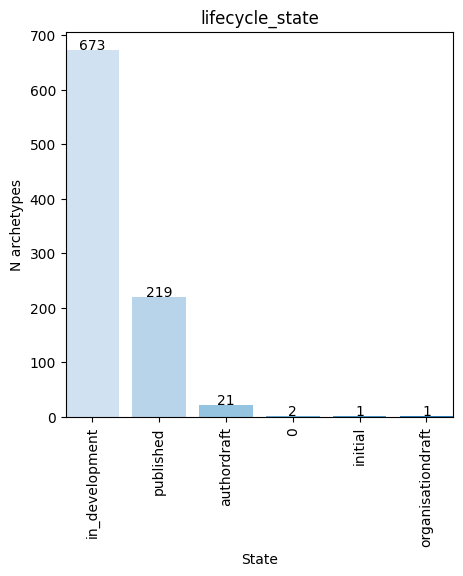 lifecycle_state
700
600
500
400
300
200
100
0
N archetypes
673
219
21
2
1
1
in_development
published
authordraft
0
initial
organisationdraft
State